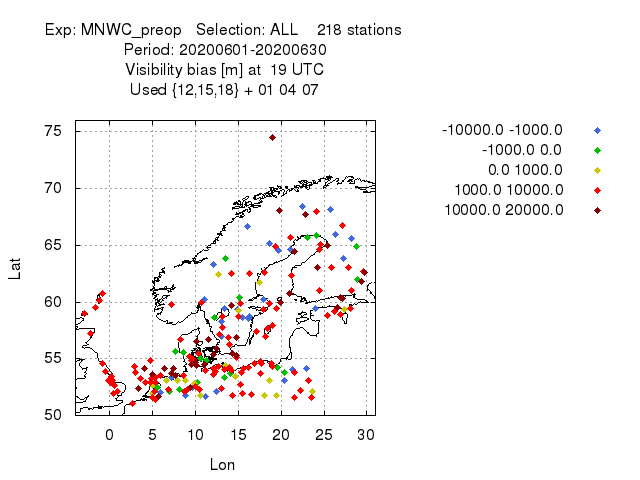 Exp: MNWC_preop   Selection: ALL    218 stations
Period: 20200601-20200630
Visibility bias [m] at  19 UTC
Used {12,15,18} + 01 04 07
-10000.0 -1000.0
-1000.0 0.0
0.0 1000.0
1000.0 10000.0
10000.0 20000.0
75
70
65
60
55
50
Lat
0 5 10 15 20 25 30
Lon